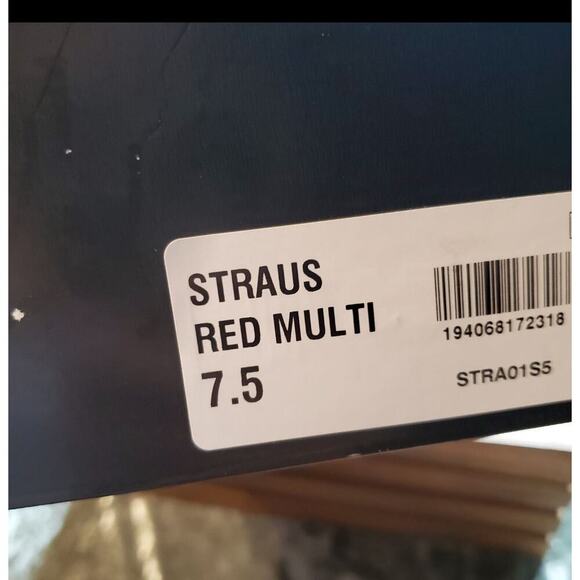 STRAUS
RED MULTI
7.5
194068172318
STRA01S5